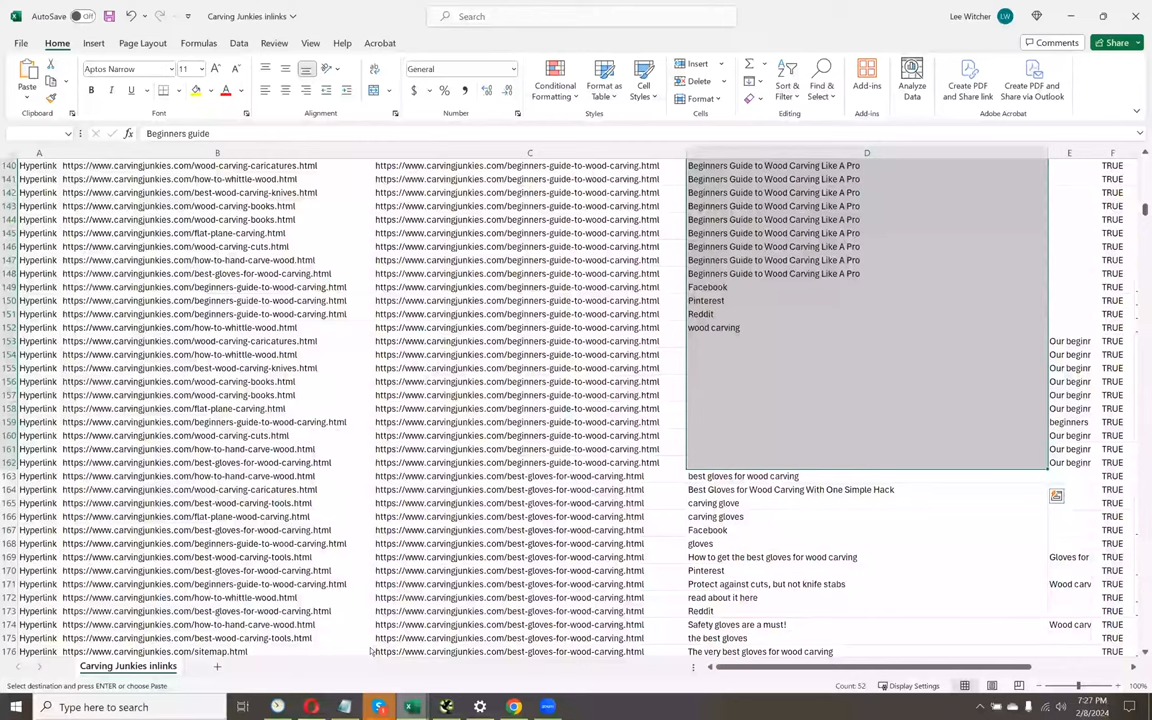 AutoSave Off Carving Junkies inlinks Search Lee Witcher LW
File Home Insert Page Layout Formulas Data Review View Help Acrobat Comments Share
Paste Aptos Narrow 11 General Conditional Formatting Format as Table Cell Styles Insert Delete Format Sort & Filter Find & Select Add-ins Analyze Data Create PDF and Share link Create PDF and Share via Outlook
Clipboard Font Alignment Number Styles Cells Editing Add-ins Adobe Acrobat
fx Beginners guide
A B C D E F
140 Hyperlink https://www.carvingjunkies.com/wood-carving-caricatures.html https://www.carvingjunkies.com/beginners-guide-to-wood-carving.html Beginners Guide to Wood Carving Like A Pro TRUE
141 Hyperlink https://www.carvingjunkies.com/how-to-whittle-wood.html https://www.carvingjunkies.com/beginners-guide-to-wood-carving.html Beginners Guide to Wood Carving Like A Pro TRUE
142 Hyperlink https://www.carvingjunkies.com/best-wood-carving-knives.html https://www.carvingjunkies.com/beginners-guide-to-wood-carving.html Beginners Guide to Wood Carving Like A Pro TRUE
143 Hyperlink https://www.carvingjunkies.com/wood-carving-books.html https://www.carvingjunkies.com/beginners-guide-to-wood-carving.html Beginners Guide to Wood Carving Like A Pro TRUE
144 Hyperlink https://www.carvingjunkies.com/wood-carving-books.html https://www.carvingjunkies.com/beginners-guide-to-wood-carving.html Beginners Guide to Wood Carving Like A Pro TRUE
145 Hyperlink https://www.carvingjunkies.com/flat-plane-carving.html https://www.carvingjunkies.com/beginners-guide-to-wood-carving.html Beginners Guide to Wood Carving Like A Pro TRUE
146 Hyperlink https://www.carvingjunkies.com/wood-carving-cuts.html https://www.carvingjunkies.com/beginners-guide-to-wood-carving.html Beginners Guide to Wood Carving Like A Pro TRUE
147 Hyperlink https://www.carvingjunkies.com/how-to-hand-carve-wood.html https://www.carvingjunkies.com/beginners-guide-to-wood-carving.html Beginners Guide to Wood Carving Like A Pro TRUE
148 Hyperlink https://www.carvingjunkies.com/best-gloves-for-wood-carving.html https://www.carvingjunkies.com/beginners-guide-to-wood-carving.html Beginners Guide to Wood Carving Like A Pro TRUE
149 Hyperlink https://www.carvingjunkies.com/beginners-guide-to-wood-carving.html https://www.carvingjunkies.com/beginners-guide-to-wood-carving.html Facebook TRUE
150 Hyperlink https://www.carvingjunkies.com/beginners-guide-to-wood-carving.html https://www.carvingjunkies.com/beginners-guide-to-wood-carving.html Pinterest TRUE
151 Hyperlink https://www.carvingjunkies.com/beginners-guide-to-wood-carving.html https://www.carvingjunkies.com/beginners-guide-to-wood-carving.html Reddit TRUE
152 Hyperlink https://www.carvingjunkies.com/how-to-whittle-wood.html https://www.carvingjunkies.com/beginners-guide-to-wood-carving.html wood carving TRUE
153 Hyperlink https://www.carvingjunkies.com/wood-carving-caricatures.html https://www.carvingjunkies.com/beginners-guide-to-wood-carving.html Our beginr TRUE
154 Hyperlink https://www.carvingjunkies.com/how-to-whittle-wood.html https://www.carvingjunkies.com/beginners-guide-to-wood-carving.html Our beginr TRUE
155 Hyperlink https://www.carvingjunkies.com/best-wood-carving-knives.html https://www.carvingjunkies.com/beginners-guide-to-wood-carving.html Our beginr TRUE
156 Hyperlink https://www.carvingjunkies.com/wood-carving-books.html https://www.carvingjunkies.com/beginners-guide-to-wood-carving.html Our beginr TRUE
157 Hyperlink https://www.carvingjunkies.com/wood-carving-books.html https://www.carvingjunkies.com/beginners-guide-to-wood-carving.html Our beginr TRUE
158 Hyperlink https://www.carvingjunkies.com/flat-plane-carving.html https://www.carvingjunkies.com/beginners-guide-to-wood-carving.html Our beginr TRUE
159 Hyperlink https://www.carvingjunkies.com/beginners-guide-to-wood-carving.html https://www.carvingjunkies.com/beginners-guide-to-wood-carving.html beginners TRUE
160 Hyperlink https://www.carvingjunkies.com/wood-carving-cuts.html https://www.carvingjunkies.com/beginners-guide-to-wood-carving.html Our beginr TRUE
161 Hyperlink https://www.carvingjunkies.com/how-to-hand-carve-wood.html https://www.carvingjunkies.com/beginners-guide-to-wood-carving.html Our beginr TRUE
162 Hyperlink https://www.carvingjunkies.com/best-gloves-for-wood-carving.html https://www.carvingjunkies.com/beginners-guide-to-wood-carving.html Our beginr TRUE
163 Hyperlink https://www.carvingjunkies.com/how-to-hand-carve-wood.html https://www.carvingjunkies.com/best-gloves-for-wood-carving.html best gloves for wood carving TRUE
164 Hyperlink https://www.carvingjunkies.com/wood-carving-caricatures.html https://www.carvingjunkies.com/best-gloves-for-wood-carving.html Best Gloves for Wood Carving With One Simple Hack TRUE
165 Hyperlink https://www.carvingjunkies.com/best-wood-carving-tools.html https://www.carvingjunkies.com/best-gloves-for-wood-carving.html carving glove TRUE
166 Hyperlink https://www.carvingjunkies.com/flat-plane-wood-carving.html https://www.carvingjunkies.com/best-gloves-for-wood-carving.html carving gloves TRUE
167 Hyperlink https://www.carvingjunkies.com/best-gloves-for-wood-carving.html https://www.carvingjunkies.com/best-gloves-for-wood-carving.html Facebook TRUE
168 Hyperlink https://www.carvingjunkies.com/beginners-guide-to-wood-carving.html https://www.carvingjunkies.com/best-gloves-for-wood-carving.html gloves TRUE
169 Hyperlink https://www.carvingjunkies.com/best-wood-carving-tools.html https://www.carvingjunkies.com/best-gloves-for-wood-carving.html How to get the best gloves for wood carving Gloves for TRUE
170 Hyperlink https://www.carvingjunkies.com/best-gloves-for-wood-carving.html https://www.carvingjunkies.com/best-gloves-for-wood-carving.html Pinterest TRUE
171 Hyperlink https://www.carvingjunkies.com/beginners-guide-to-wood-carving.html https://www.carvingjunkies.com/best-gloves-for-wood-carving.html Protect against cuts, but not knife stabs Wood carv TRUE
172 Hyperlink https://www.carvingjunkies.com/how-to-whittle-wood.html https://www.carvingjunkies.com/best-gloves-for-wood-carving.html read about it here TRUE
173 Hyperlink https://www.carvingjunkies.com/best-gloves-for-wood-carving.html https://www.carvingjunkies.com/best-gloves-for-wood-carving.html Reddit TRUE
174 Hyperlink https://www.carvingjunkies.com/how-to-hand-carve-wood.html https://www.carvingjunkies.com/best-gloves-for-wood-carving.html Safety gloves are a must! Wood carv TRUE
175 Hyperlink https://www.carvingjunkies.com/best-wood-carving-tools.html https://www.carvingjunkies.com/best-gloves-for-wood-carving.html the best gloves TRUE
176 Hyperlink https://www.carvingjunkies.com/sitemap.html https://www.carvingjunkies.com/best-gloves-for-wood-carving.html The very best gloves for wood carving TRUE
Carving Junkies inlinks
Select destination and press ENTER or choose Paste Count: 52 Display Settings 100%
Type here to search 7:27 PM
2/8/2024